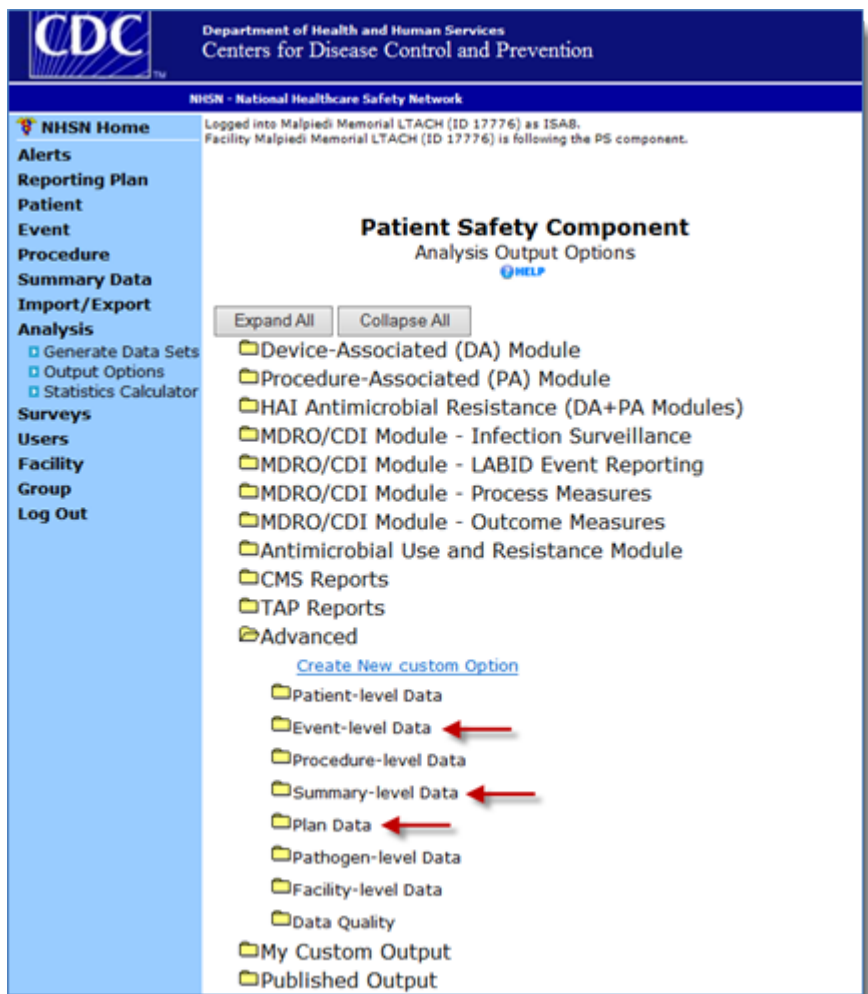 CDC
TM
Department of Health and Human Services
Centers for Disease Control and Prevention
NHSN - National Healthcare Safety Network
NHSN Home
Alerts
Reporting Plan
Patient
Event
Procedure
Summary Data
Import/Export
Analysis
Generate Data Sets
Output Options
Statistics Calculator
Surveys
Users
Facility
Group
Log Out
Logged into Malpiedi Memorial LTACH (ID 17776) as ISA8.
Facility Malpiedi Memorial LTACH (ID 17776) is following the PS component.
Patient Safety Component
Analysis Output Options
HELP
Expand All Collapse All
Device-Associated (DA) Module
Procedure-Associated (PA) Module
HAI Antimicrobial Resistance (DA+PA Modules)
MDRO/CDI Module - Infection Surveillance
MDRO/CDI Module - LABID Event Reporting
MDRO/CDI Module - Process Measures
MDRO/CDI Module - Outcome Measures
Antimicrobial Use and Resistance Module
CMS Reports
TAP Reports
Advanced
Create New custom Option
Patient-level Data
Event-level Data
Procedure-level Data
Summary-level Data
Plan Data
Pathogen-level Data
Facility-level Data
Data Quality
My Custom Output
Published Output